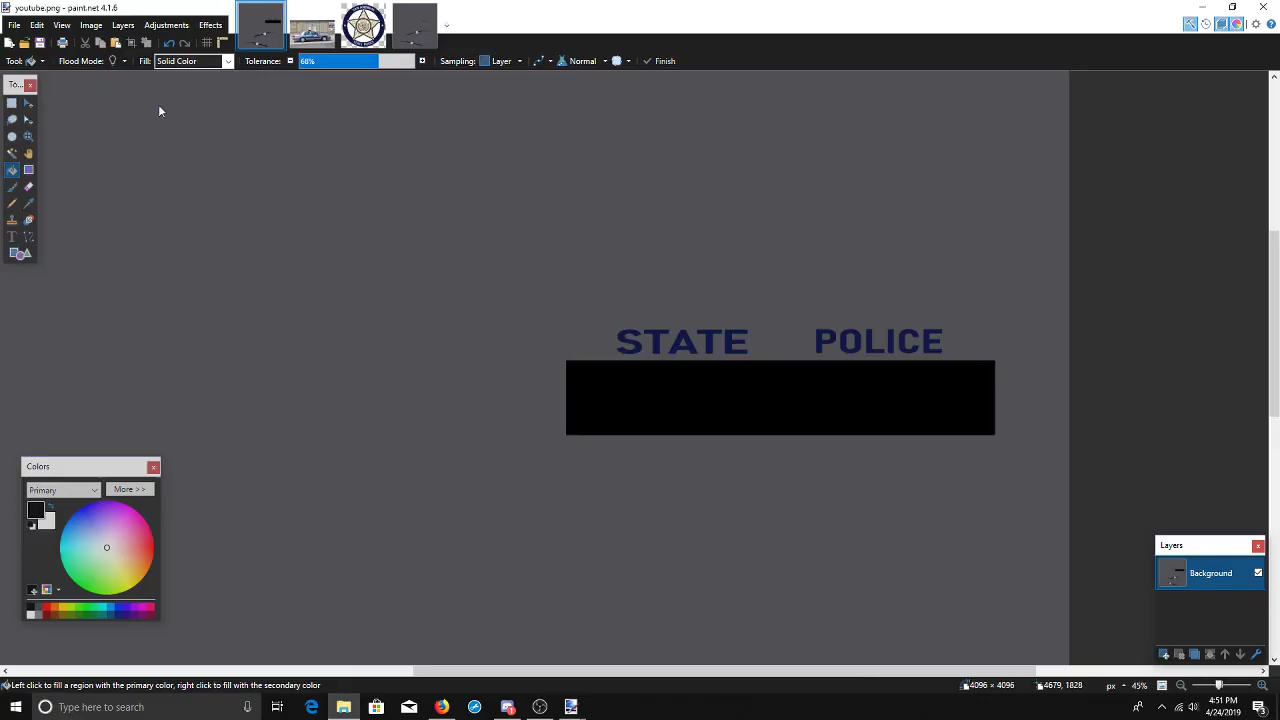 youtube.png - paint.net 4.1.6
File Edit View Image Layers Adjustments Effects
Tool Flood Mode: Fill: Solid Color Tolerance: 68% Sampling: Layer Normal Finish
To...
STATE POLICE
Colors
Primary More >>
Layers
Background
Left click to fill a region with the primary color, right click to fill with the secondary color 4096 × 4096 4679, 1828 px 45%
Type here to search
4:51 PM
4/24/2019